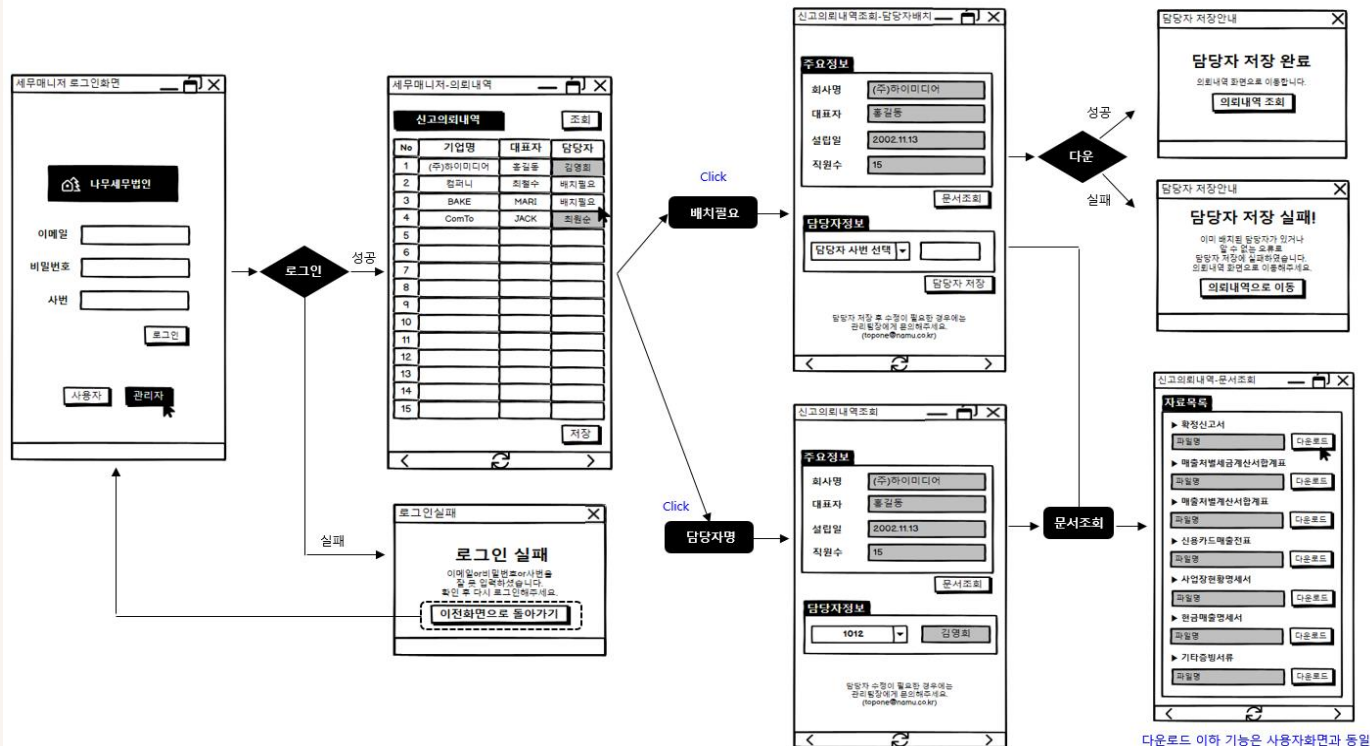 세무매니저 로그인화면
나무세무법인
이메일
비밀번호
사번
로그인
사용자
관리자
로그인
성공
실패
세무매니저-의뢰내역
신고의뢰내역
조회
No 기업명 대표자 담당자
1 (주)하이미디어 홍길동 김영희
2 컴퍼니 최철수 배치필요
3 BAKE MARI 배치필요
4 ComTo JACK 최원순
5
6
7
8
9
10
11
12
13
14
15
저장
로그인실패
로그인 실패
이메일or비밀번호or사번을
잘 못 입력하셨습니다.
확인 후 다시 로그인해주세요.
이전화면으로 돌아가기
Click
배치필요
Click
담당자명
신고의뢰내역조회-담당자배치
주요정보
회사명 (주)하이미디어
대표자 홍길동
설립일 2002.11.13
직원수 15
문서조회
담당자정보
담당자 사번 선택
담당자 저장
담당자 저장 후 수정이 필요한 경우에는
관리팀장에게 문의해주세요.
(topone@namu.co.kr)
신고의뢰내역조회
주요정보
회사명 (주)하이미디어
대표자 홍길동
설립일 2002.11.13
직원수 15
문서조회
담당자정보
1012 김영희
담당자 수정이 필요한 경우에는
관리팀장에게 문의해주세요.
(topone@namu.co.kr)
다운
성공
실패
담당자 저장안내
담당자 저장 완료
의뢰내역 화면으로 이동합니다.
의뢰내역 조회
담당자 저장안내
담당자 저장 실패!
이미 배치된 담당자가 있거나
알 수 없는 오류로
담당자 저장에 실패하였습니다.
의뢰내역 화면으로 이동해주세요.
의뢰내역으로 이동
문서조회
신고의뢰내역-문서조회
자료목록
▶ 확정신고서
파일명 다운로드
▶ 매출처별세금계산서합계표
파일명 다운로드
▶ 매출처별계산서합계표
파일명 다운로드
▶ 신용카드매출전표
파일명 다운로드
▶ 사업장현황명세서
파일명 다운로드
▶ 현금매출명세서
파일명 다운로드
▶ 기타증빙서류
파일명 다운로드
다운로드 이하 기능은 사용자화면과 동일